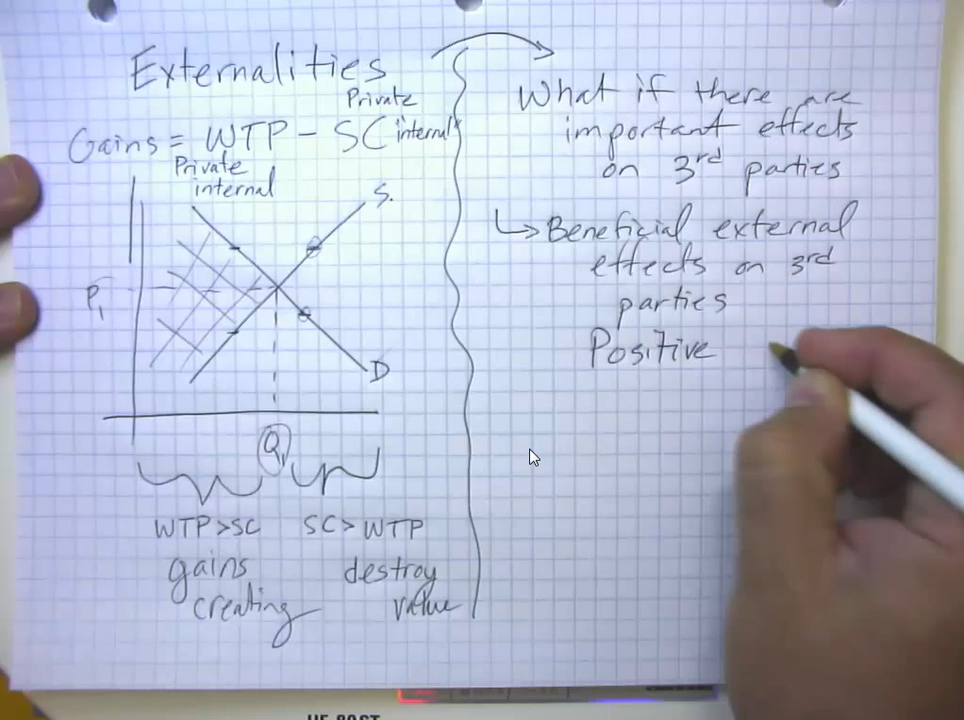 Externalities
Private
Gains = WTP - SC internal
Private
internal
S.
P1
D
Q1
WTP>SC SC>WTP
gains destroy
creating value
What if there are
important effects
on 3rd parties
↳ Beneficial external
effects on 3rd
parties
Positive